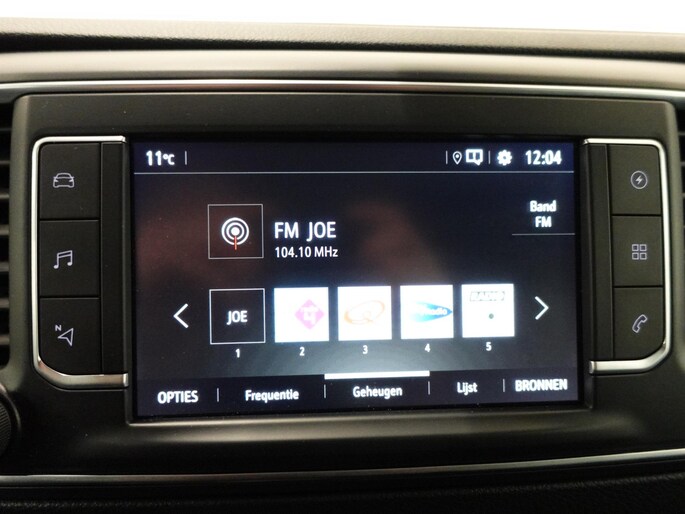 11°C 12:04
Band
FM
FM JOE
104.10 MHz
JOE
1 2 3 4 5
OPTIES Frequentie Geheugen Lijst BRONNEN
N